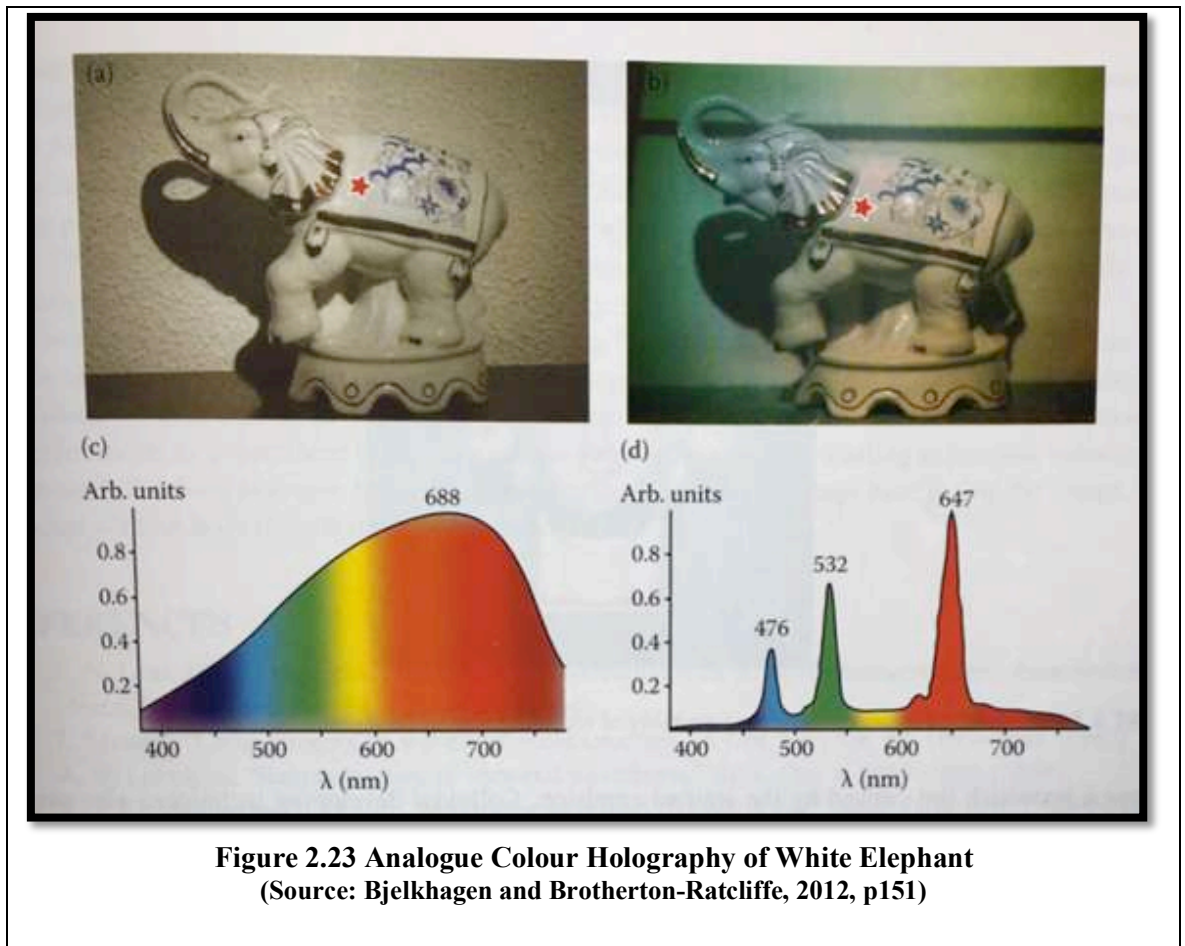 (a)
(b)
(c)
(d)
Arb. units
688
0.8
0.6
0.4
0.2
400 500 600 700
λ (nm)
Arb. units
647
532
476
0.8
0.6
0.4
0.2
400 500 600 700
λ (nm)
Figure 2.23 Analogue Colour Holography of White Elephant
(Source: Bjelkhagen and Brotherton-Ratcliffe, 2012, p151)